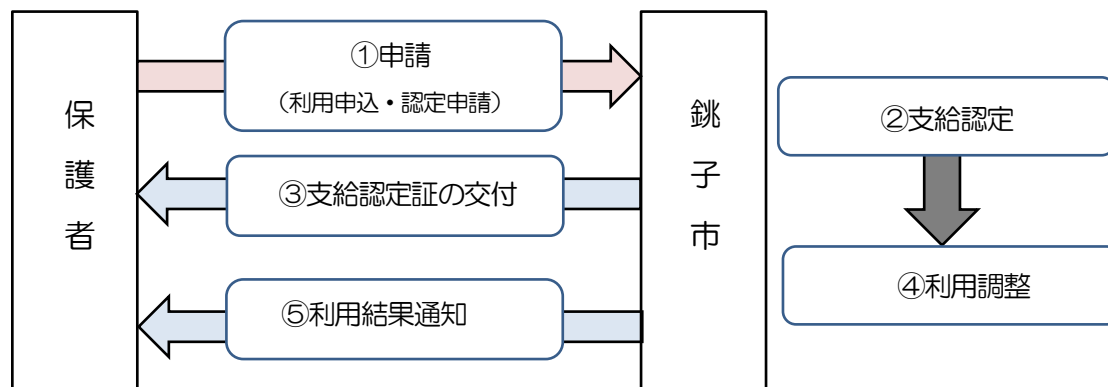 保護者
①申請
（利用申込・認定申請）
③支給認定証の交付
⑤利用結果通知
銚子市
②支給認定
④利用調整